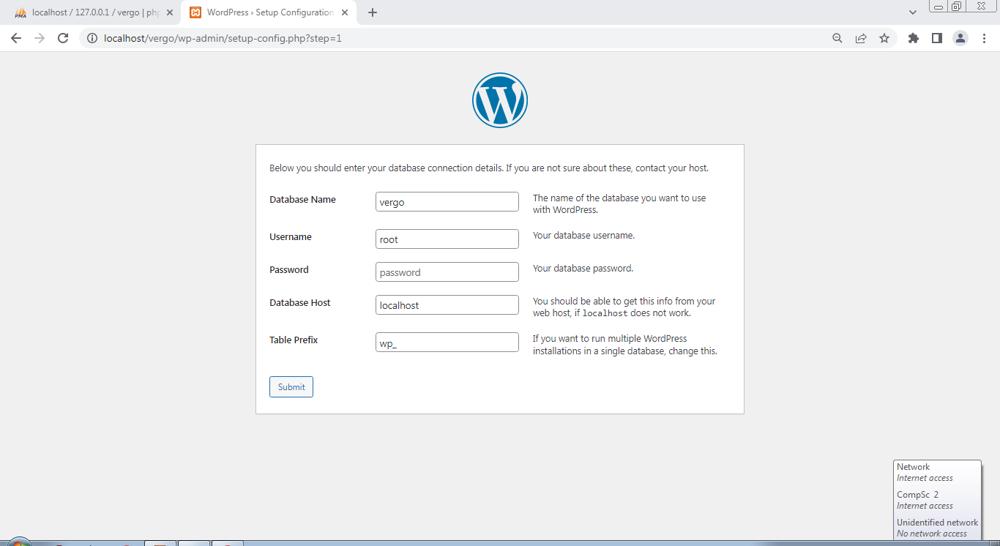 localhost / 127.0.0.1 / vergo | php
WordPress › Setup Configuration
localhost/vergo/wp-admin/setup-config.php?step=1
Below you should enter your database connection details. If you are not sure about these, contact your host.
Database Name
vergo
The name of the database you want to use
with WordPress.
Username
root
Your database username.
Password
password
Your database password.
Database Host
localhost
You should be able to get this info from your
web host, if localhost does not work.
Table Prefix
wp_
If you want to run multiple WordPress
installations in a single database, change this.
Submit
Network
Internet access
CompSc 2
Internet access
Unidentified network
No network access